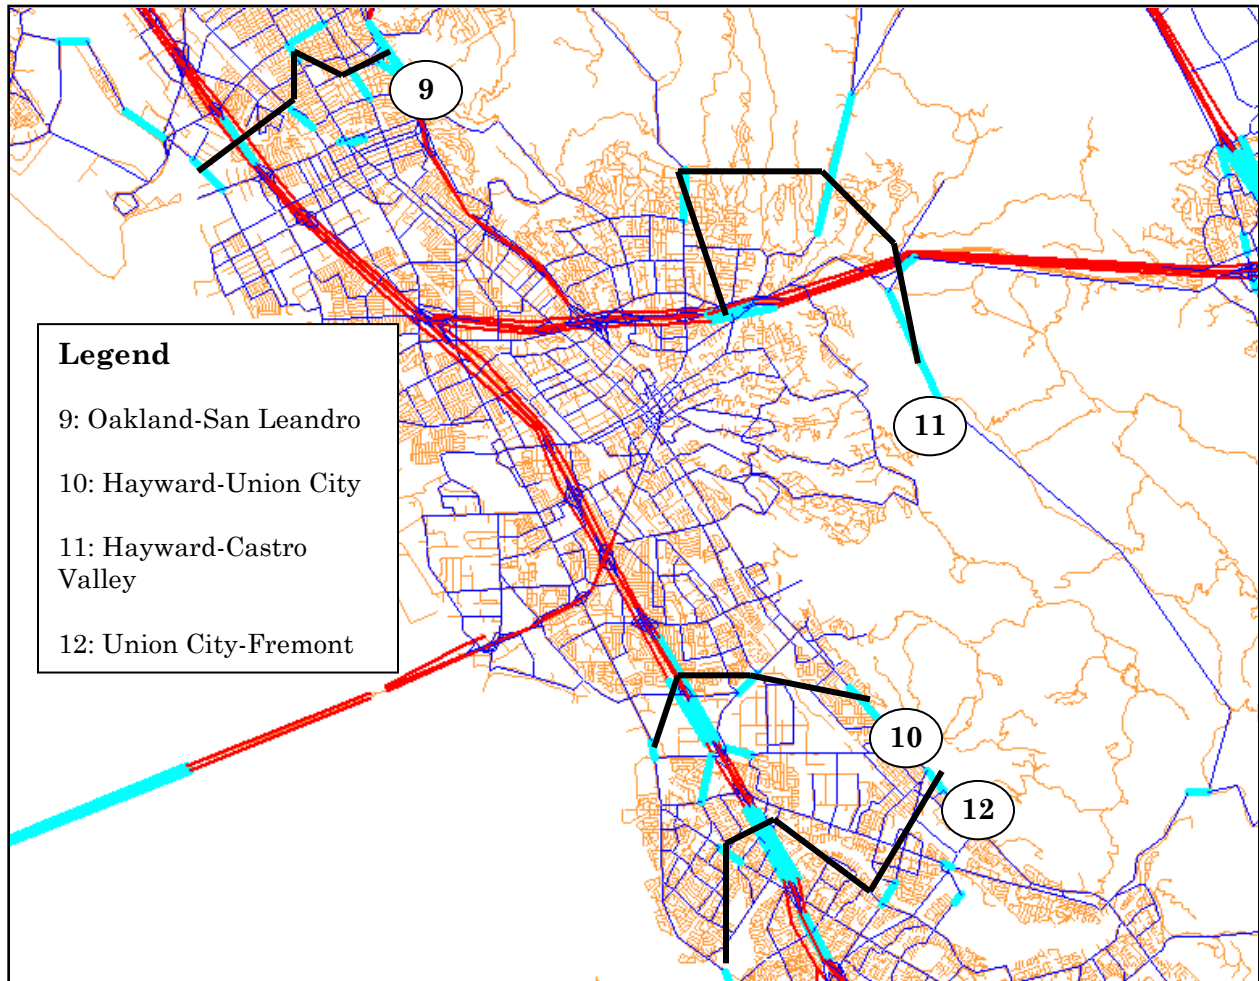 9
Legend
9: Oakland-San Leandro
10: Hayward-Union City
11: Hayward-Castro
Valley
12: Union City-Fremont
11
10
12